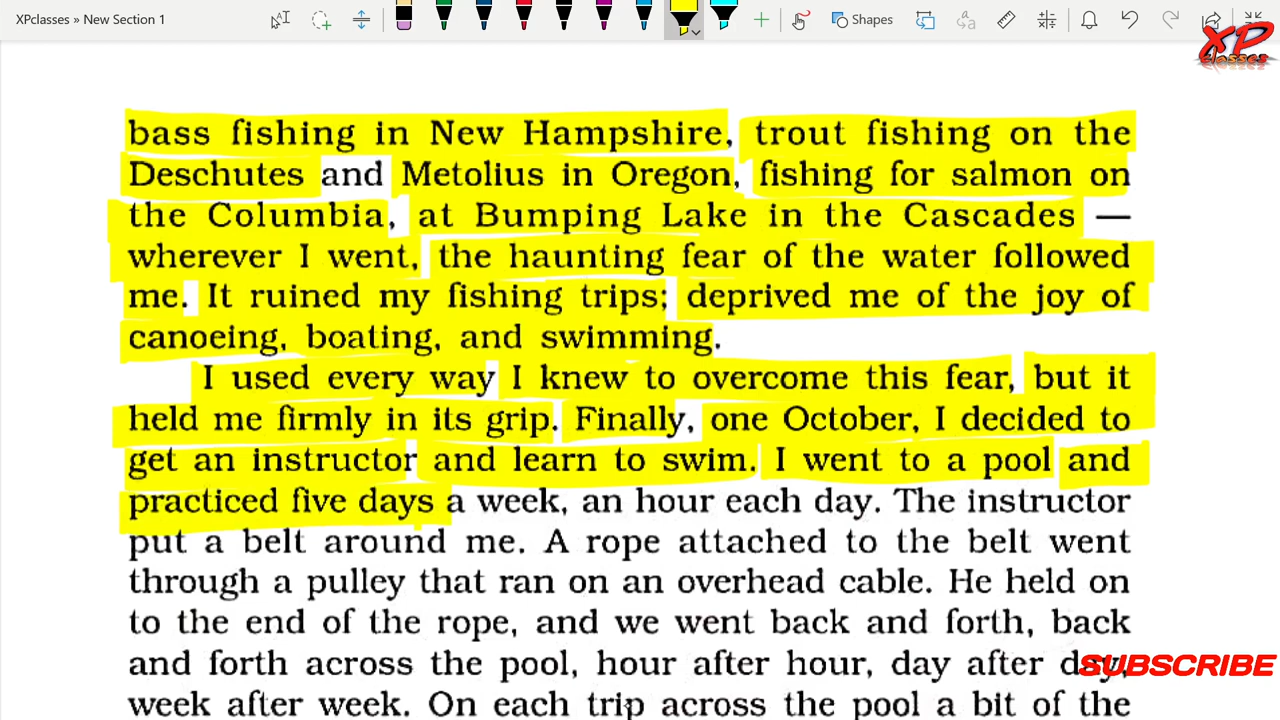 XPclasses » New Section 1
Shapes
XP
classes
bass fishing in New Hampshire, trout fishing on the
Deschutes and Metolius in Oregon, fishing for salmon on
the Columbia, at Bumping Lake in the Cascades —
wherever I went, the haunting fear of the water followed
me. It ruined my fishing trips; deprived me of the joy of
canoeing, boating, and swimming.
I used every way I knew to overcome this fear, but it
held me firmly in its grip. Finally, one October, I decided to
get an instructor and learn to swim. I went to a pool and
practiced five days a week, an hour each day. The instructor
put a belt around me. A rope attached to the belt went
through a pulley that ran on an overhead cable. He held on
to the end of the rope, and we went back and forth, back
and forth across the pool, hour after hour, day after day,
week after week. On each trip across the pool a bit of the
SUBSCRIBE